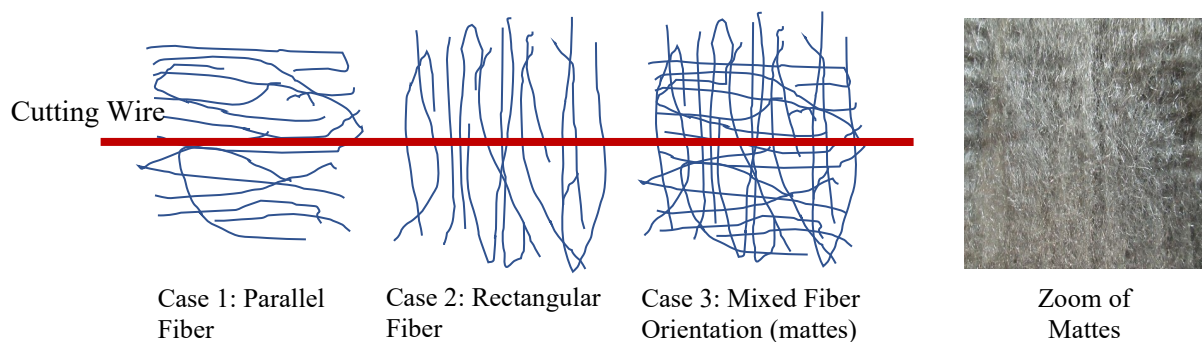 Cutting Wire
Case 1: Parallel
Fiber
Case 2: Rectangular
Fiber
Case 3: Mixed Fiber
Orientation (mattes)
Zoom of
Mattes